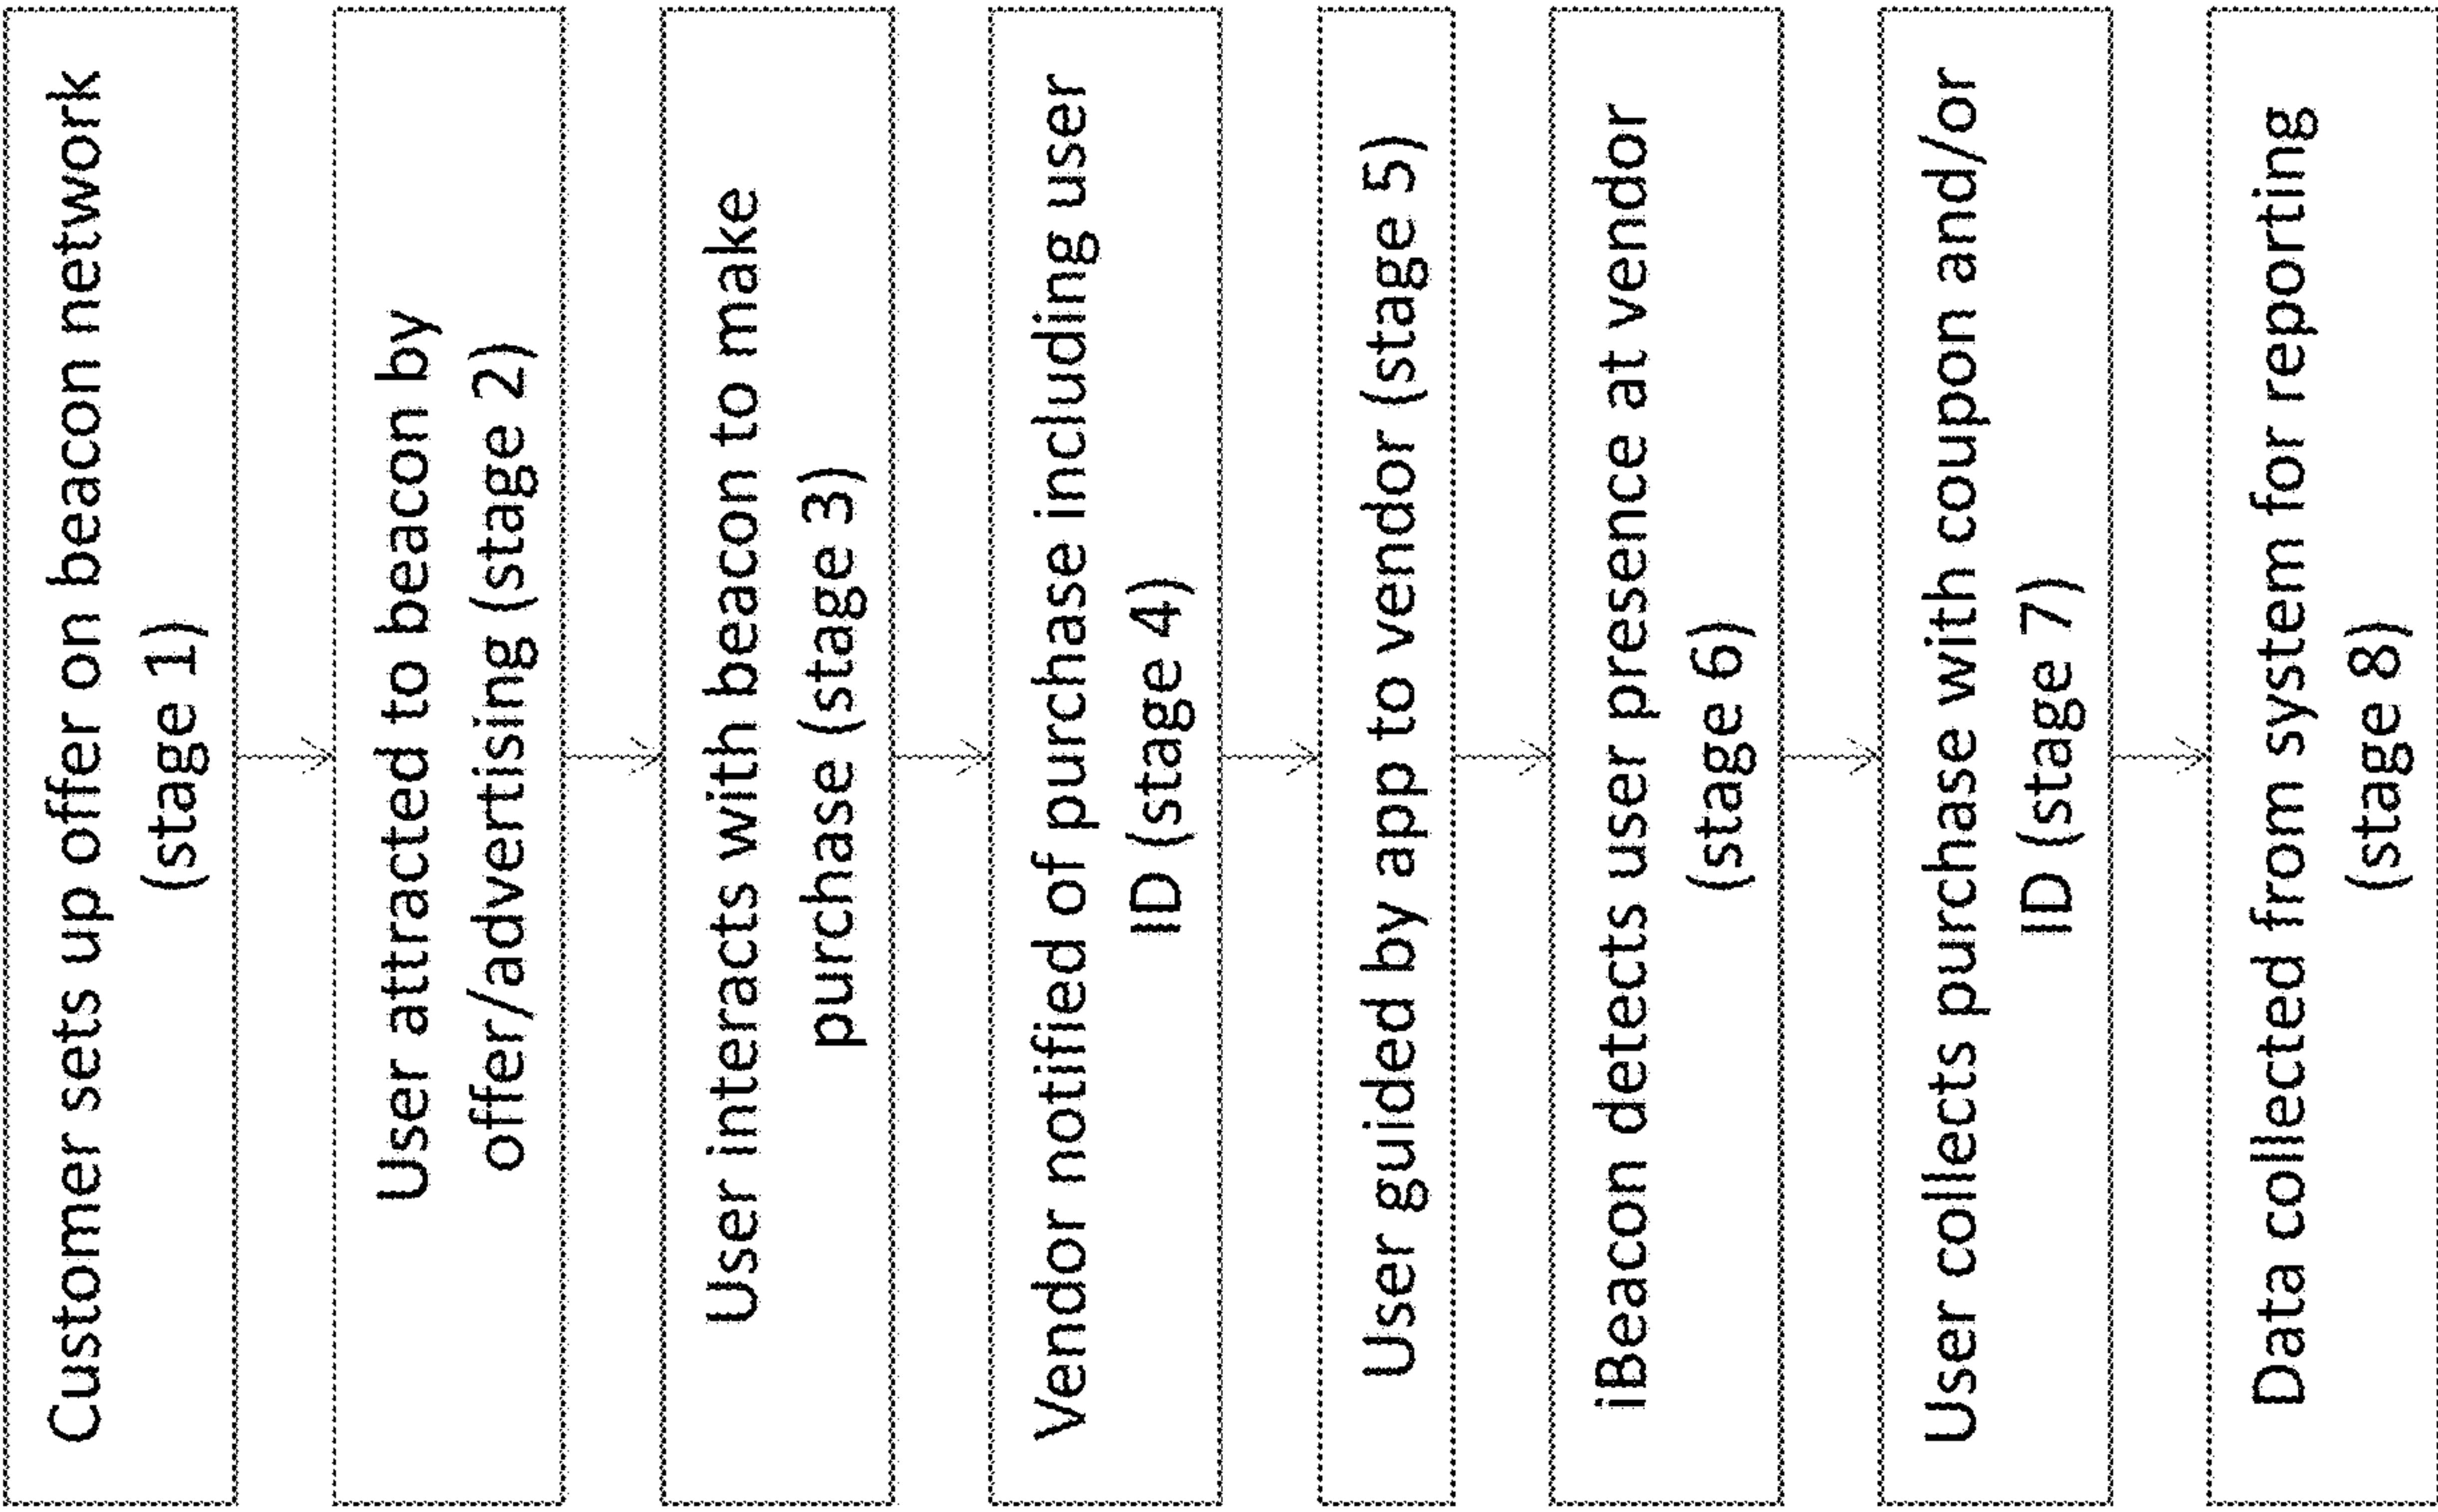 Customer sets up offer on beacon network
(stage 1)
User attracted to beacon by
offer/advertising (stage 2)
User interacts with beacon to make
purchase (stage 3)
Vendor notified of purchase including user
ID (stage 4)
User guided by app to vendor (stage 5)
iBeacon detects user presence at vendor
(stage 6)
User collects purchase with coupon and/or
ID (stage 7)
Data collected from system for reporting
(stage 8)